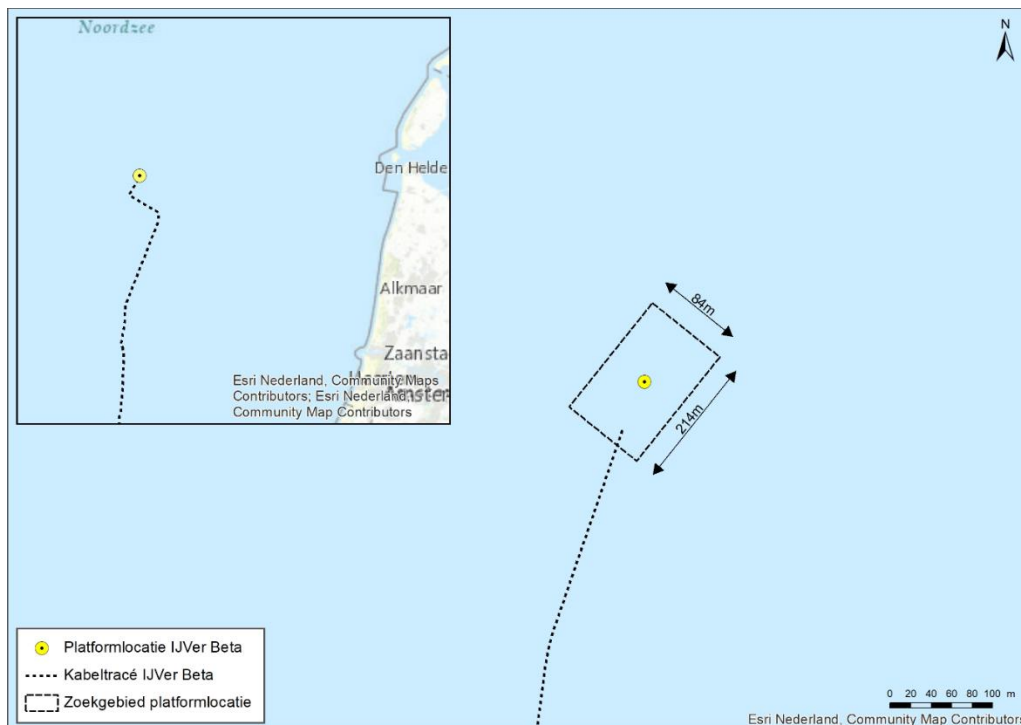 Noordzee
N
Den Helde
Alkmaar
Zaansta
Esri Nederland, Community Maps
Contributors; Esri Nederland,
Community Map Contributors
84m
214m
Platformlocatie IJVer Beta
Kabeltracé IJVer Beta
Zoekgebied platformlocatie
0 20 40 60 80 100 m
Esri Nederland, Community Map Contributors